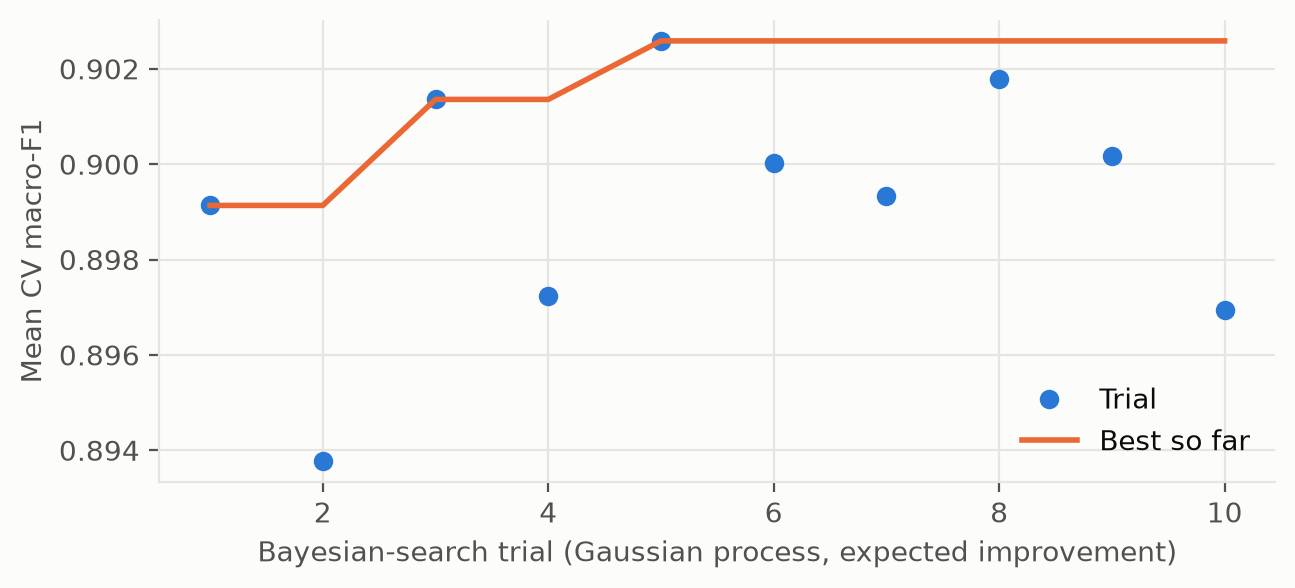 0.902
0.900
0.898
0.896
0.894
Mean CV macro-F1
Trial
Best so far
2 4 6 8 10
Bayesian-search trial (Gaussian process, expected improvement)